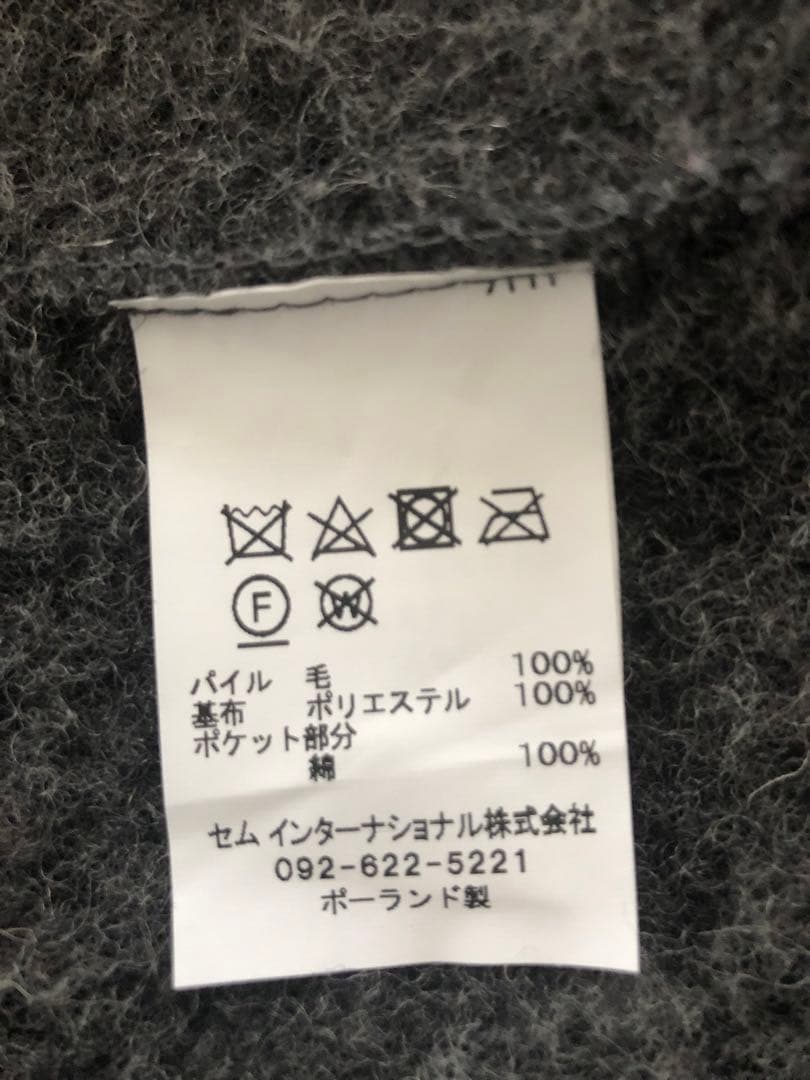 F W
パイル 毛 100%
基布 ポリエステル 100%
ポケット部分
綿 100%
セム インターナショナル株式会社
092-622-5221
ポーランド製